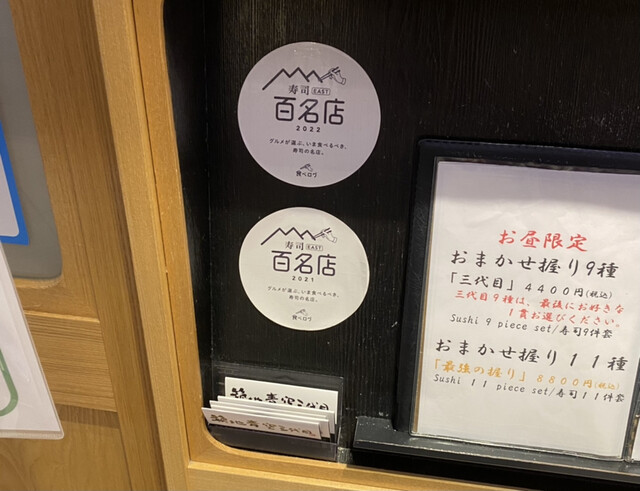 寿司 EAST
百名店
2022
グルメが選ぶ、いま食べるべき、
寿司の名店。
食べログ
寿司 EAST
百名店
2021
グルメが選ぶ、いま食べるべき、
寿司の名店。
食べログ
築地寿司三代目
お昼限定
おまかせ握り9種
「三代目」4400円(税込)
三代目9種は、最後にお好きな
1貫お選びください。
Sushi 9 piece set/寿司9件套
おまかせ握り11種
「最強の握り」8800円(税込)
Sushi 11 piece set/寿司11件套